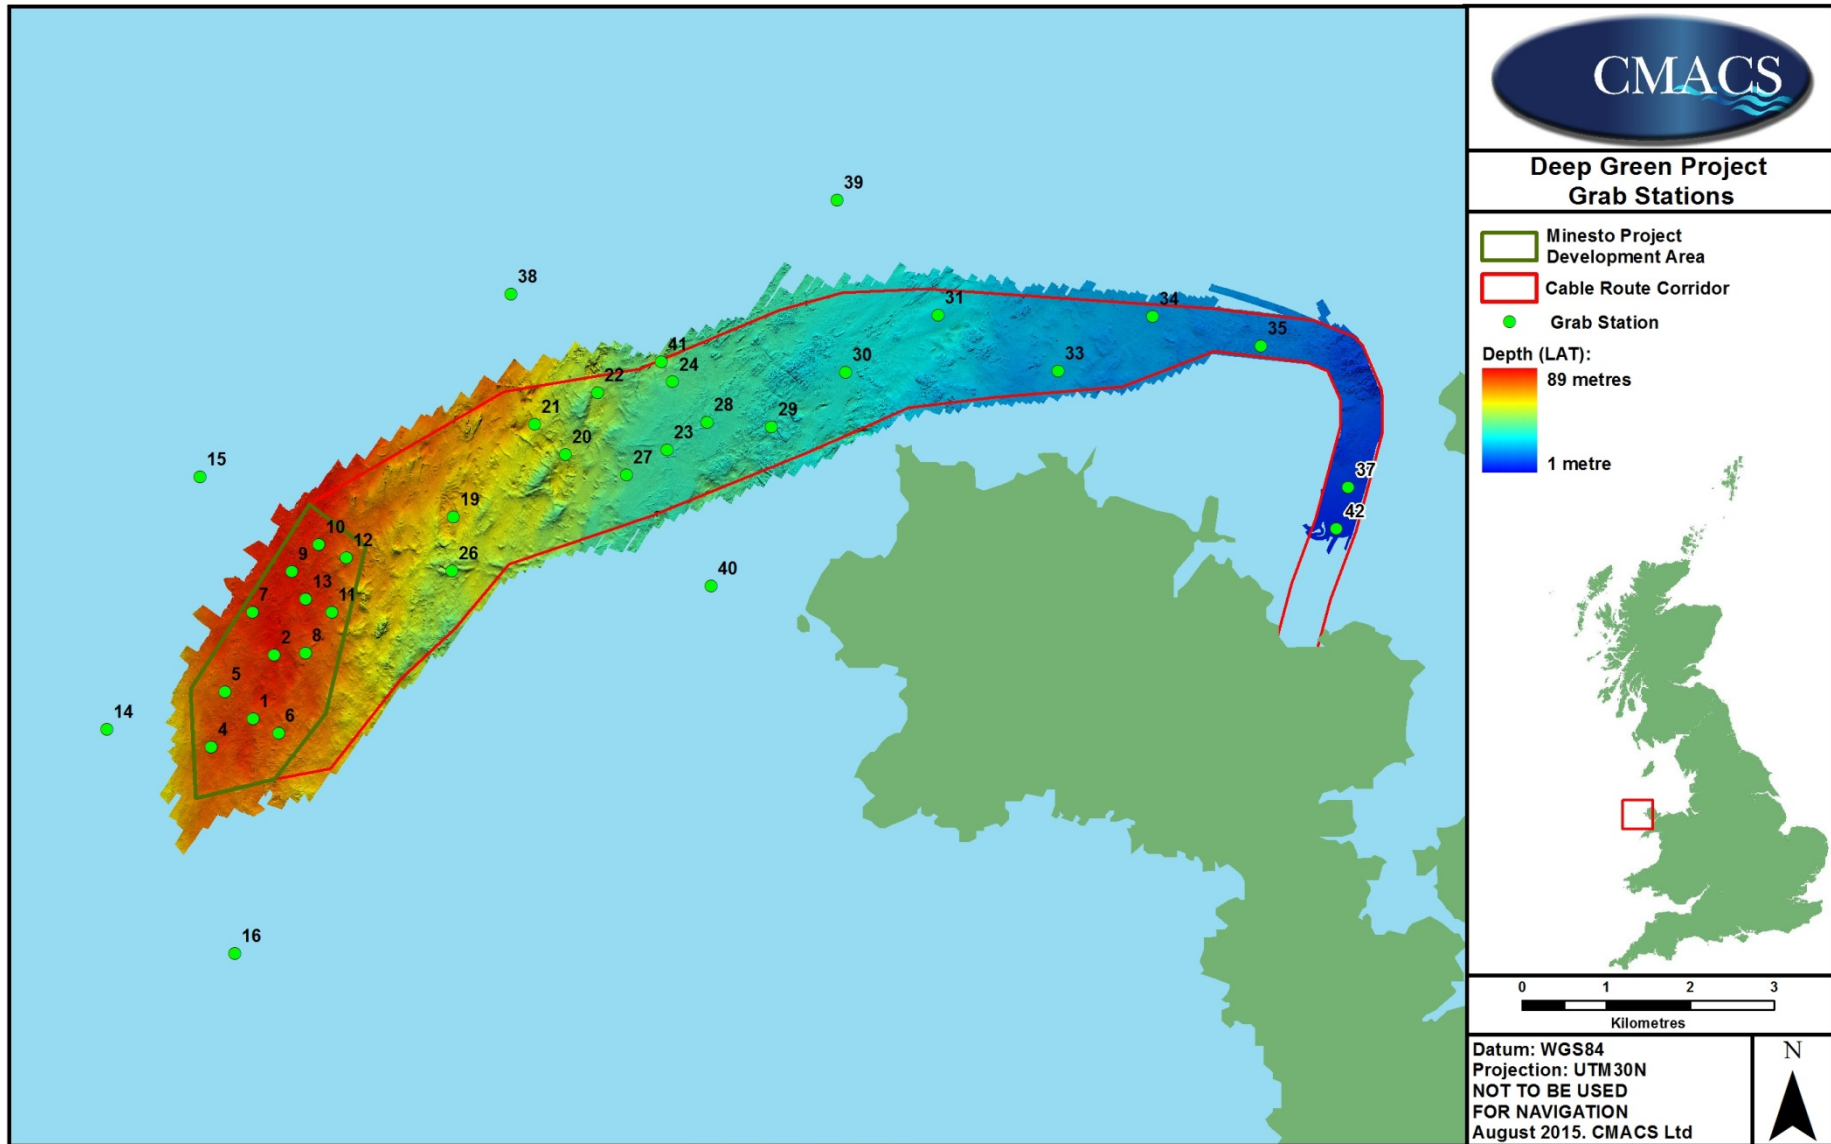 39
38
31
34
35
41
24
22
30
33
21
28
29
20
23
15
27
37
19
42
10
12
9
26
40
13
7
11
2
8
5
14
1
6
4
16
CMACS
Deep Green Project
Grab Stations
Minesto Project
Development Area
Cable Route Corridor
Grab Station
Depth (LAT):
89 metres
1 metre
0 1 2 3
Kilometres
Datum: WGS84
Projection: UTM30N
NOT TO BE USED
FOR NAVIGATION
August 2015. CMACS Ltd
N